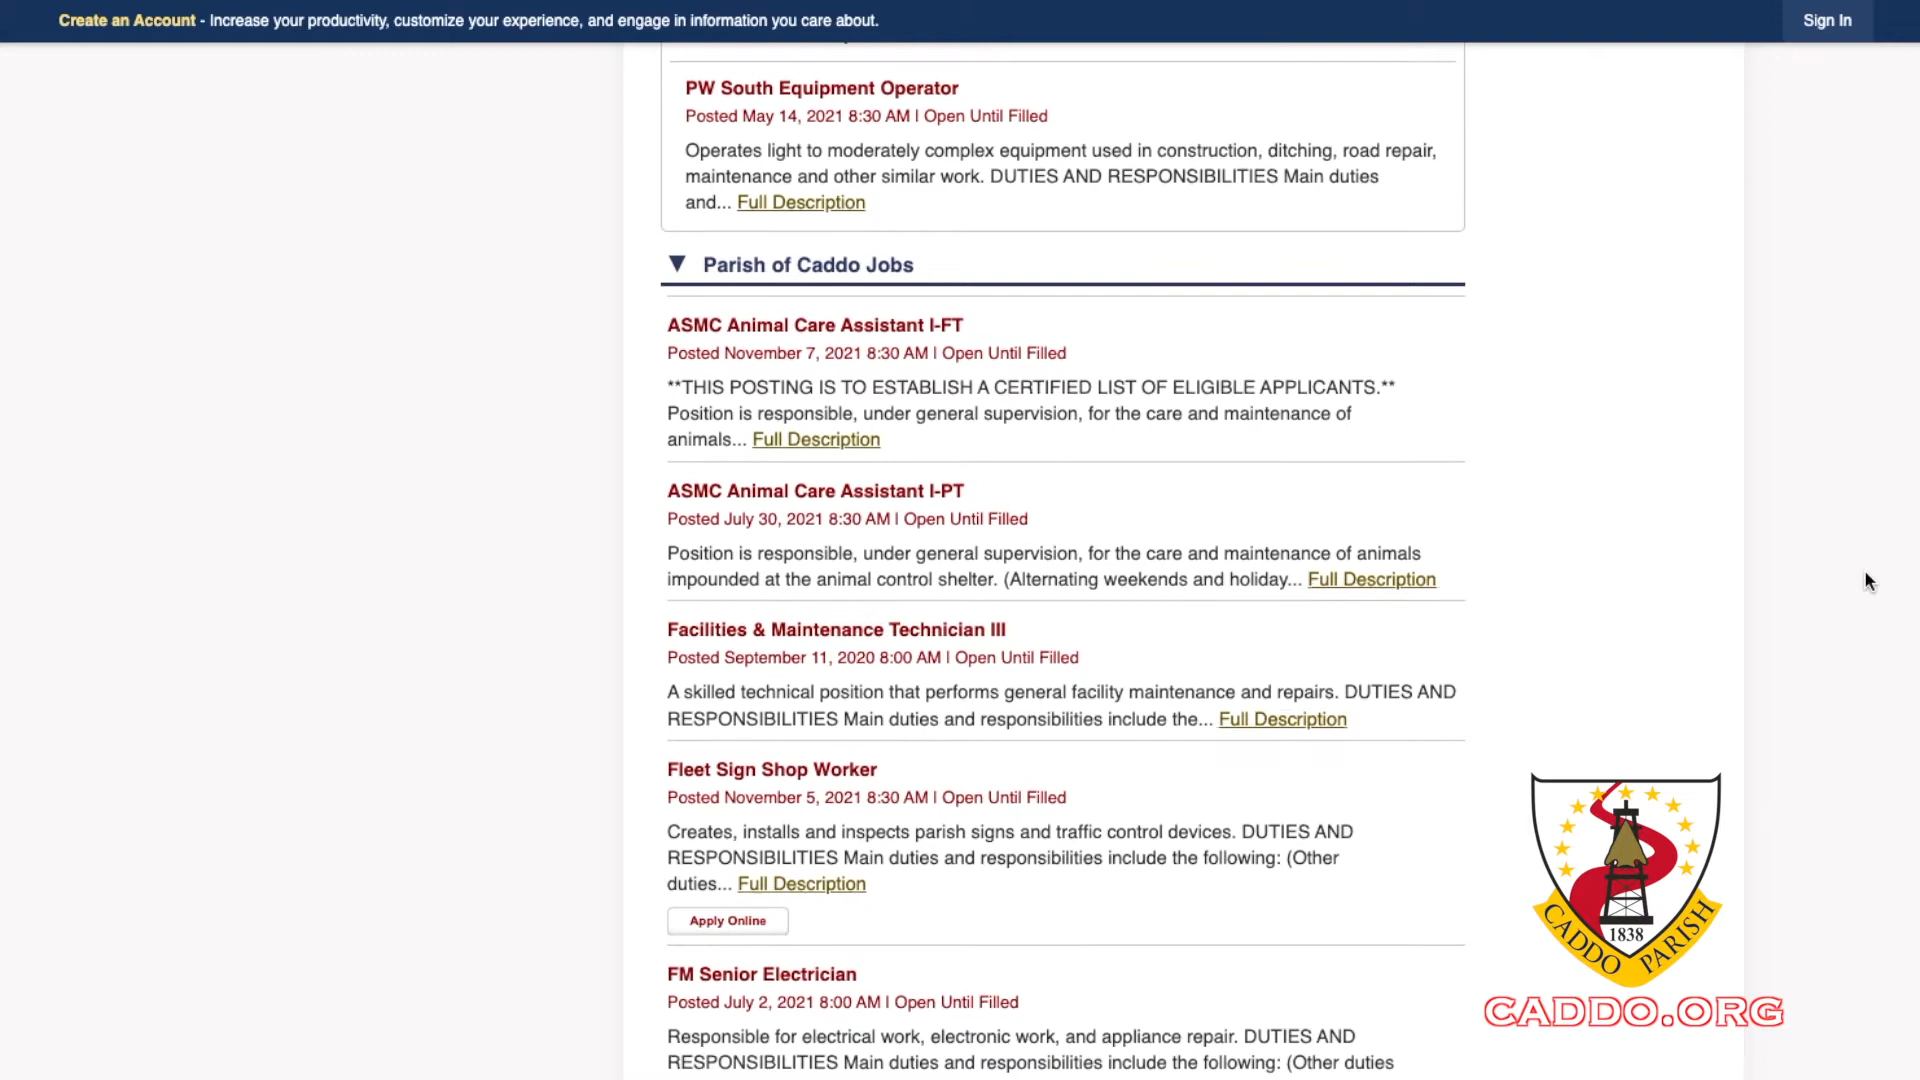 Create an Account - Increase your productivity, customize your experience, and engage in information you care about.
Sign In
PW South Equipment Operator
Posted May 14, 2021 8:30 AM | Open Until Filled
Operates light to moderately complex equipment used in construction, ditching, road repair,
maintenance and other similar work. DUTIES AND RESPONSIBILITIES Main duties
and... Full Description
▼ Parish of Caddo Jobs
ASMC Animal Care Assistant I-FT
Posted November 7, 2021 8:30 AM | Open Until Filled
**THIS POSTING IS TO ESTABLISH A CERTIFIED LIST OF ELIGIBLE APPLICANTS.**
Position is responsible, under general supervision, for the care and maintenance of
animals... Full Description
ASMC Animal Care Assistant I-PT
Posted July 30, 2021 8:30 AM | Open Until Filled
Position is responsible, under general supervision, for the care and maintenance of animals
impounded at the animal control shelter. (Alternating weekends and holiday... Full Description
Facilities & Maintenance Technician III
Posted September 11, 2020 8:00 AM | Open Until Filled
A skilled technical position that performs general facility maintenance and repairs. DUTIES AND
RESPONSIBILITIES Main duties and responsibilities include the... Full Description
Fleet Sign Shop Worker
Posted November 5, 2021 8:30 AM | Open Until Filled
Creates, installs and inspects parish signs and traffic control devices. DUTIES AND
RESPONSIBILITIES Main duties and responsibilities include the following: (Other
duties... Full Description
Apply Online
FM Senior Electrician
Posted July 2, 2021 8:00 AM | Open Until Filled
Responsible for electrical work, electronic work, and appliance repair. DUTIES AND
RESPONSIBILITIES Main duties and responsibilities include the following: (Other duties
1838
CADDO PARISH
CADDO.ORG